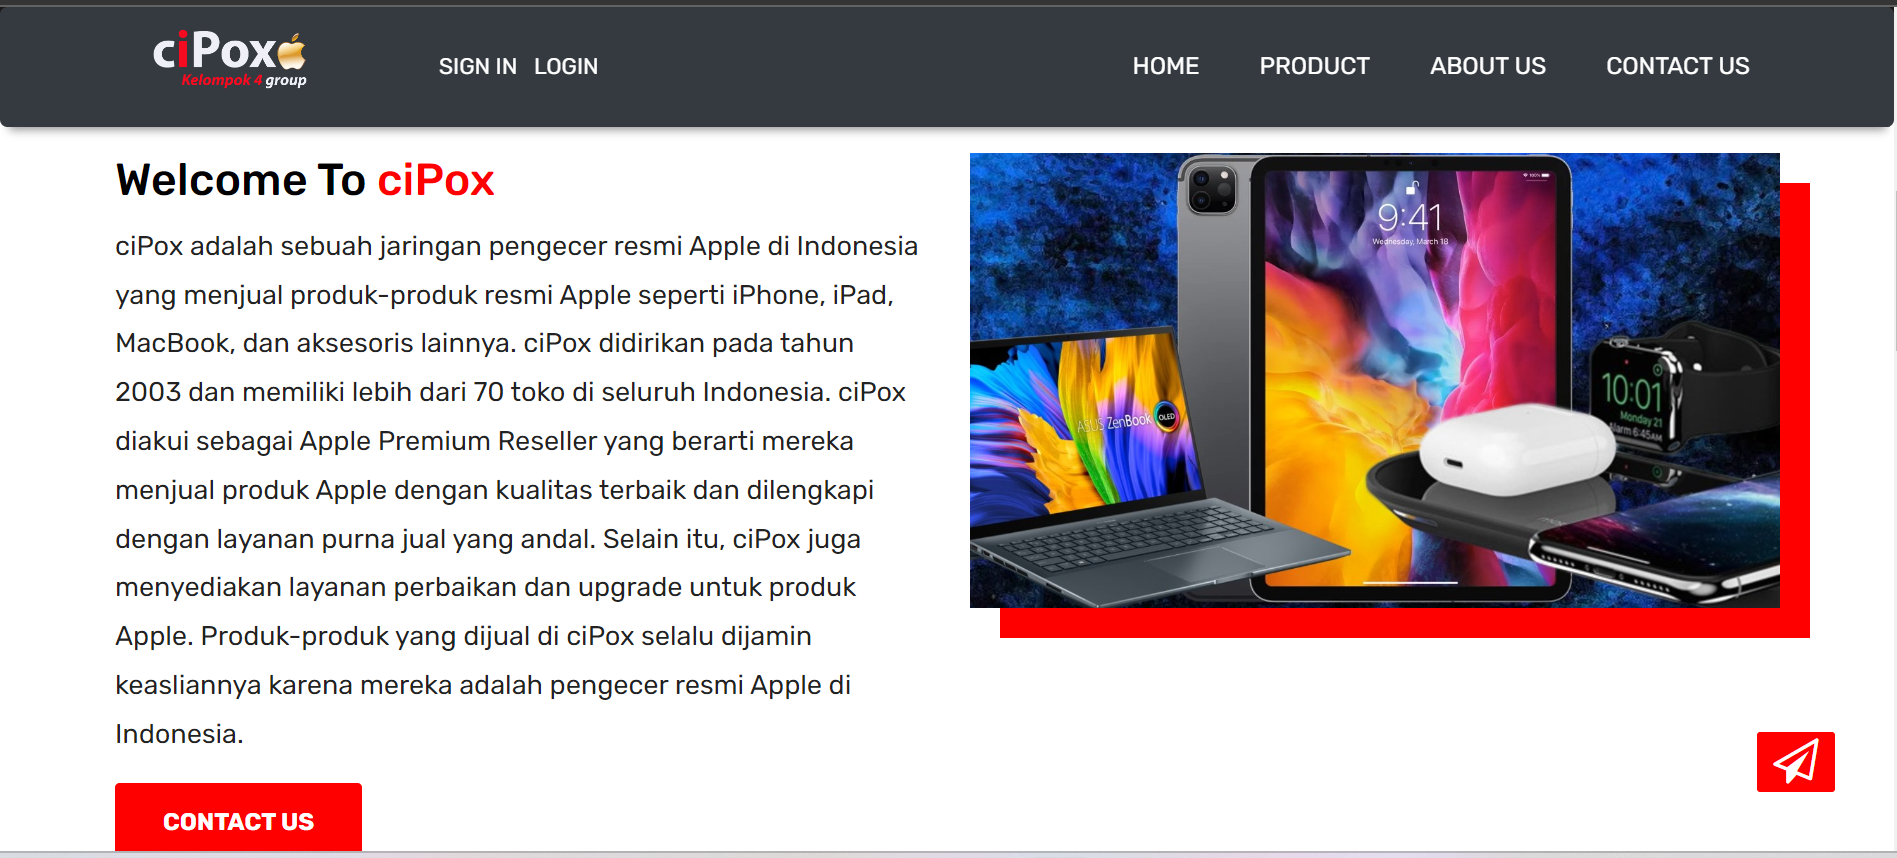 ciPox
Kelompok 4 group
SIGN IN LOGIN
HOME PRODUCT ABOUT US CONTACT US
Welcome To ciPox
ciPox adalah sebuah jaringan pengecer resmi Apple di Indonesia
yang menjual produk-produk resmi Apple seperti iPhone, iPad,
MacBook, dan aksesoris lainnya. ciPox didirikan pada tahun
2003 dan memiliki lebih dari 70 toko di seluruh Indonesia. ciPox
diakui sebagai Apple Premium Reseller yang berarti mereka
menjual produk Apple dengan kualitas terbaik dan dilengkapi
dengan layanan purna jual yang andal. Selain itu, ciPox juga
menyediakan layanan perbaikan dan upgrade untuk produk
Apple. Produk-produk yang dijual di ciPox selalu dijamin
keasliannya karena mereka adalah pengecer resmi Apple di
Indonesia.
CONTACT US
100%
9:41
Wednesday, March 18
ASUS ZenBook OLED
10:01
Monday 21
Alarm 6:45AM